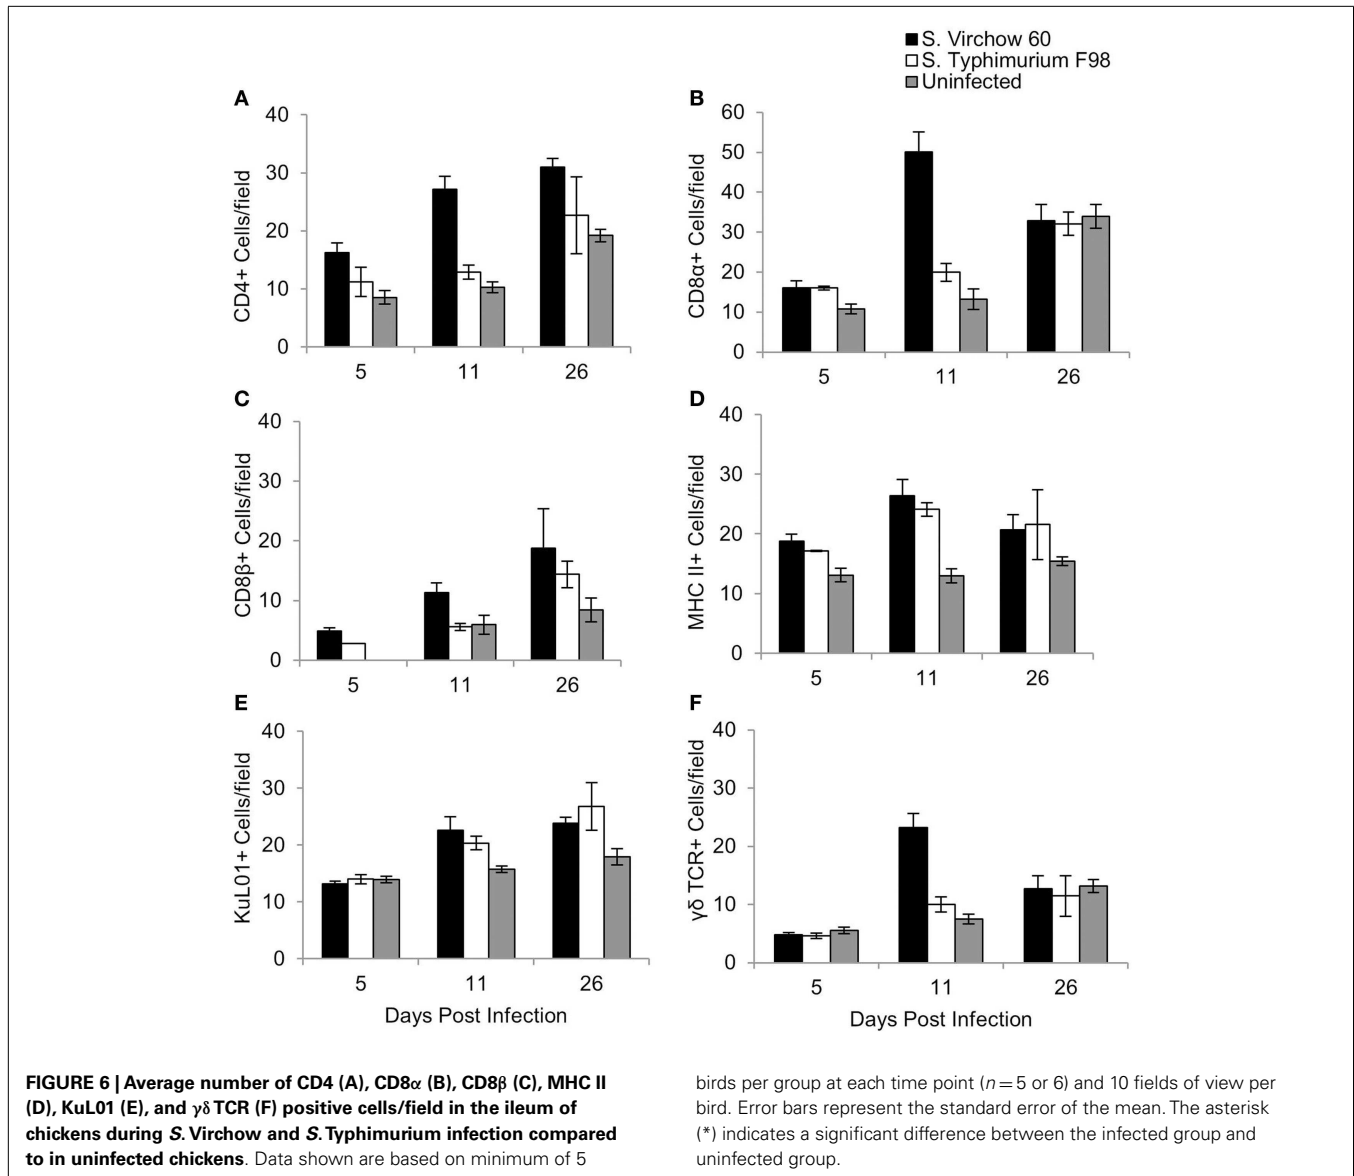 S. Virchow 60
S. Typhimurium F98
Uninfected
A
CD4+ Cells/field
40
30
20
10
0
5 11 26
B
CD8α+ Cells/field
60
50
40
30
20
10
0
5 11 26
C
CD8β+ Cells/field
40
30
20
10
0
5 11 26
D
MHC II+ Cells/field
40
30
20
10
0
5 11 26
E
KuL01+ Cells/field
40
30
20
10
0
5 11 26
Days Post Infection
F
γδ TCR+ Cells/field
40
30
20
10
0
5 11 26
Days Post Infection
FIGURE 6 | Average number of CD4 (A), CD8α (B), CD8β (C), MHC II
(D), KuL01 (E), and γδ TCR (F) positive cells/field in the ileum of
chickens during S. Virchow and S. Typhimurium infection compared
to in uninfected chickens. Data shown are based on minimum of 5
birds per group at each time point (n = 5 or 6) and 10 fields of view per
bird. Error bars represent the standard error of the mean. The asterisk
(*) indicates a significant difference between the infected group and
uninfected group.